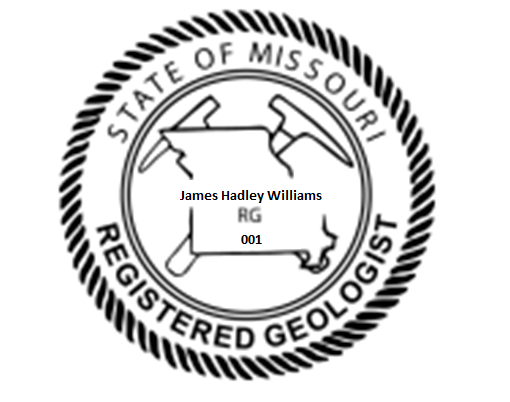 STATE OF MISSOURI
James Hadley Williams
RG
001
REGISTERED GEOLOGIST